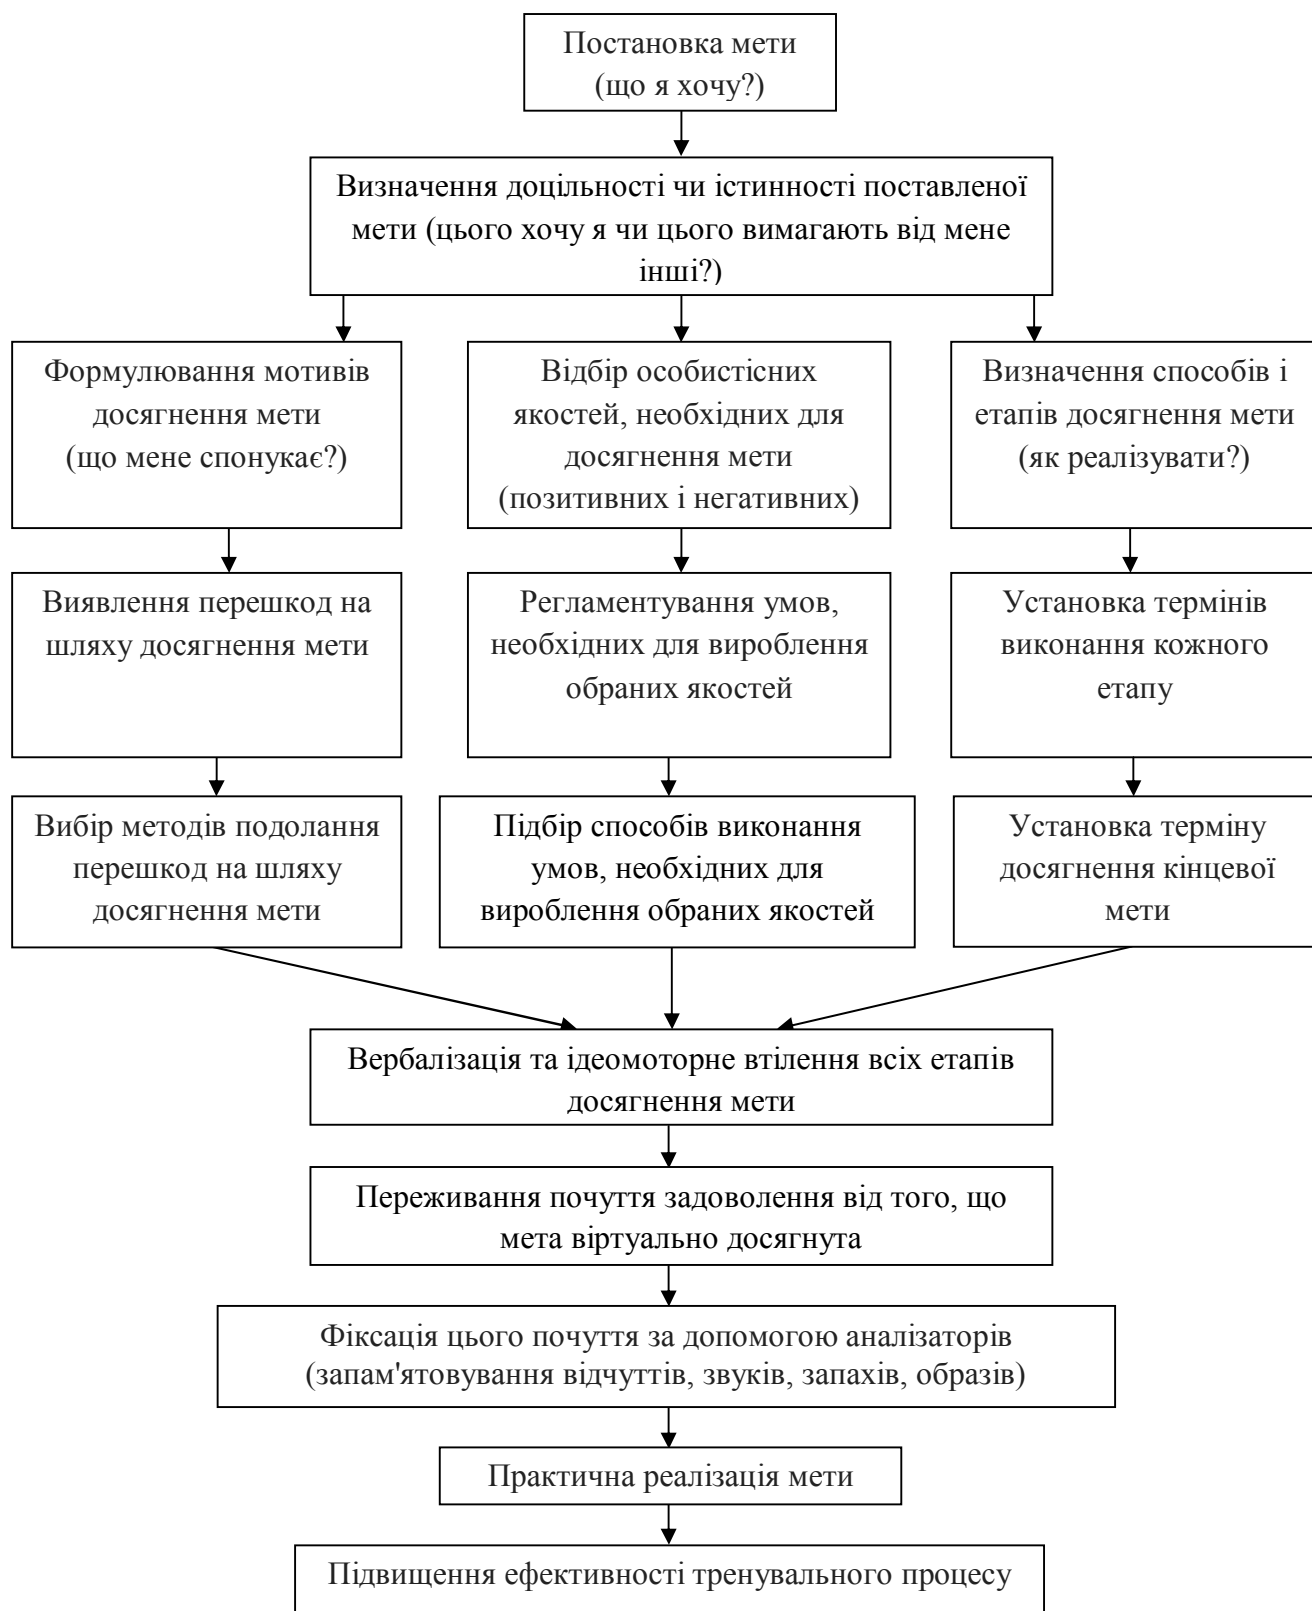 Постановка мети
(що я хочу?)
Визначення доцільності чи істинності поставленої
мети (цього хочу я чи цього вимагають від мене
інші?)
Формулювання мотивів
досягнення мети
(що мене спонукає?)
Відбір особистісних
якостей, необхідних для
досягнення мети
(позитивних і негативних)
Визначення способів і
етапів досягнення мети
(як реалізувати?)
Виявлення перешкод на
шляху досягнення мети
Регламентування умов,
необхідних для вироблення
обраних якостей
Установка термінів
виконання кожного
етапу
Вибір методів подолання
перешкод на шляху
досягнення мети
Підбір способів виконання
умов, необхідних для
вироблення обраних якостей
Установка терміну
досягнення кінцевої
мети
Вербалізація та ідеомоторне втілення всіх етапів
досягнення мети
Переживання почуття задоволення від того, що
мета віртуально досягнута
Фіксація цього почуття за допомогою аналізаторів
(запам'ятовування відчуттів, звуків, запахів, образів)
Практична реалізація мети
Підвищення ефективності тренувального процесу